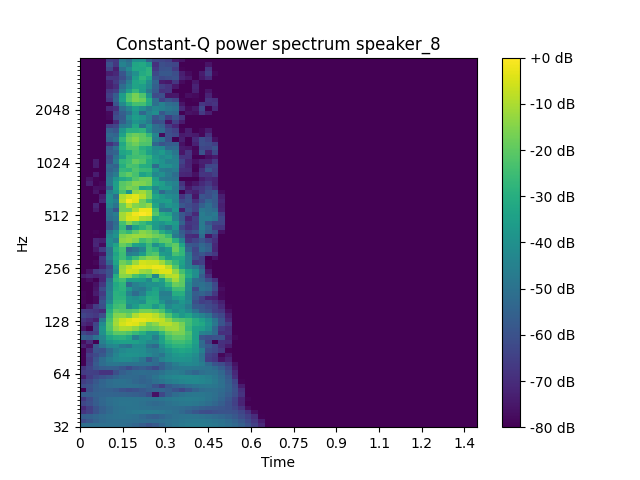 Constant-Q power spectrum speaker_8
+0 dB
2048
-10 dB
1024
-20 dB
512
-30 dB
Hz
-40 dB
256
-50 dB
128
-60 dB
64
-70 dB
32
-80 dB
0 0.15 0.3 0.45 0.6 0.75 0.9 1.1 1.2 1.4
Time